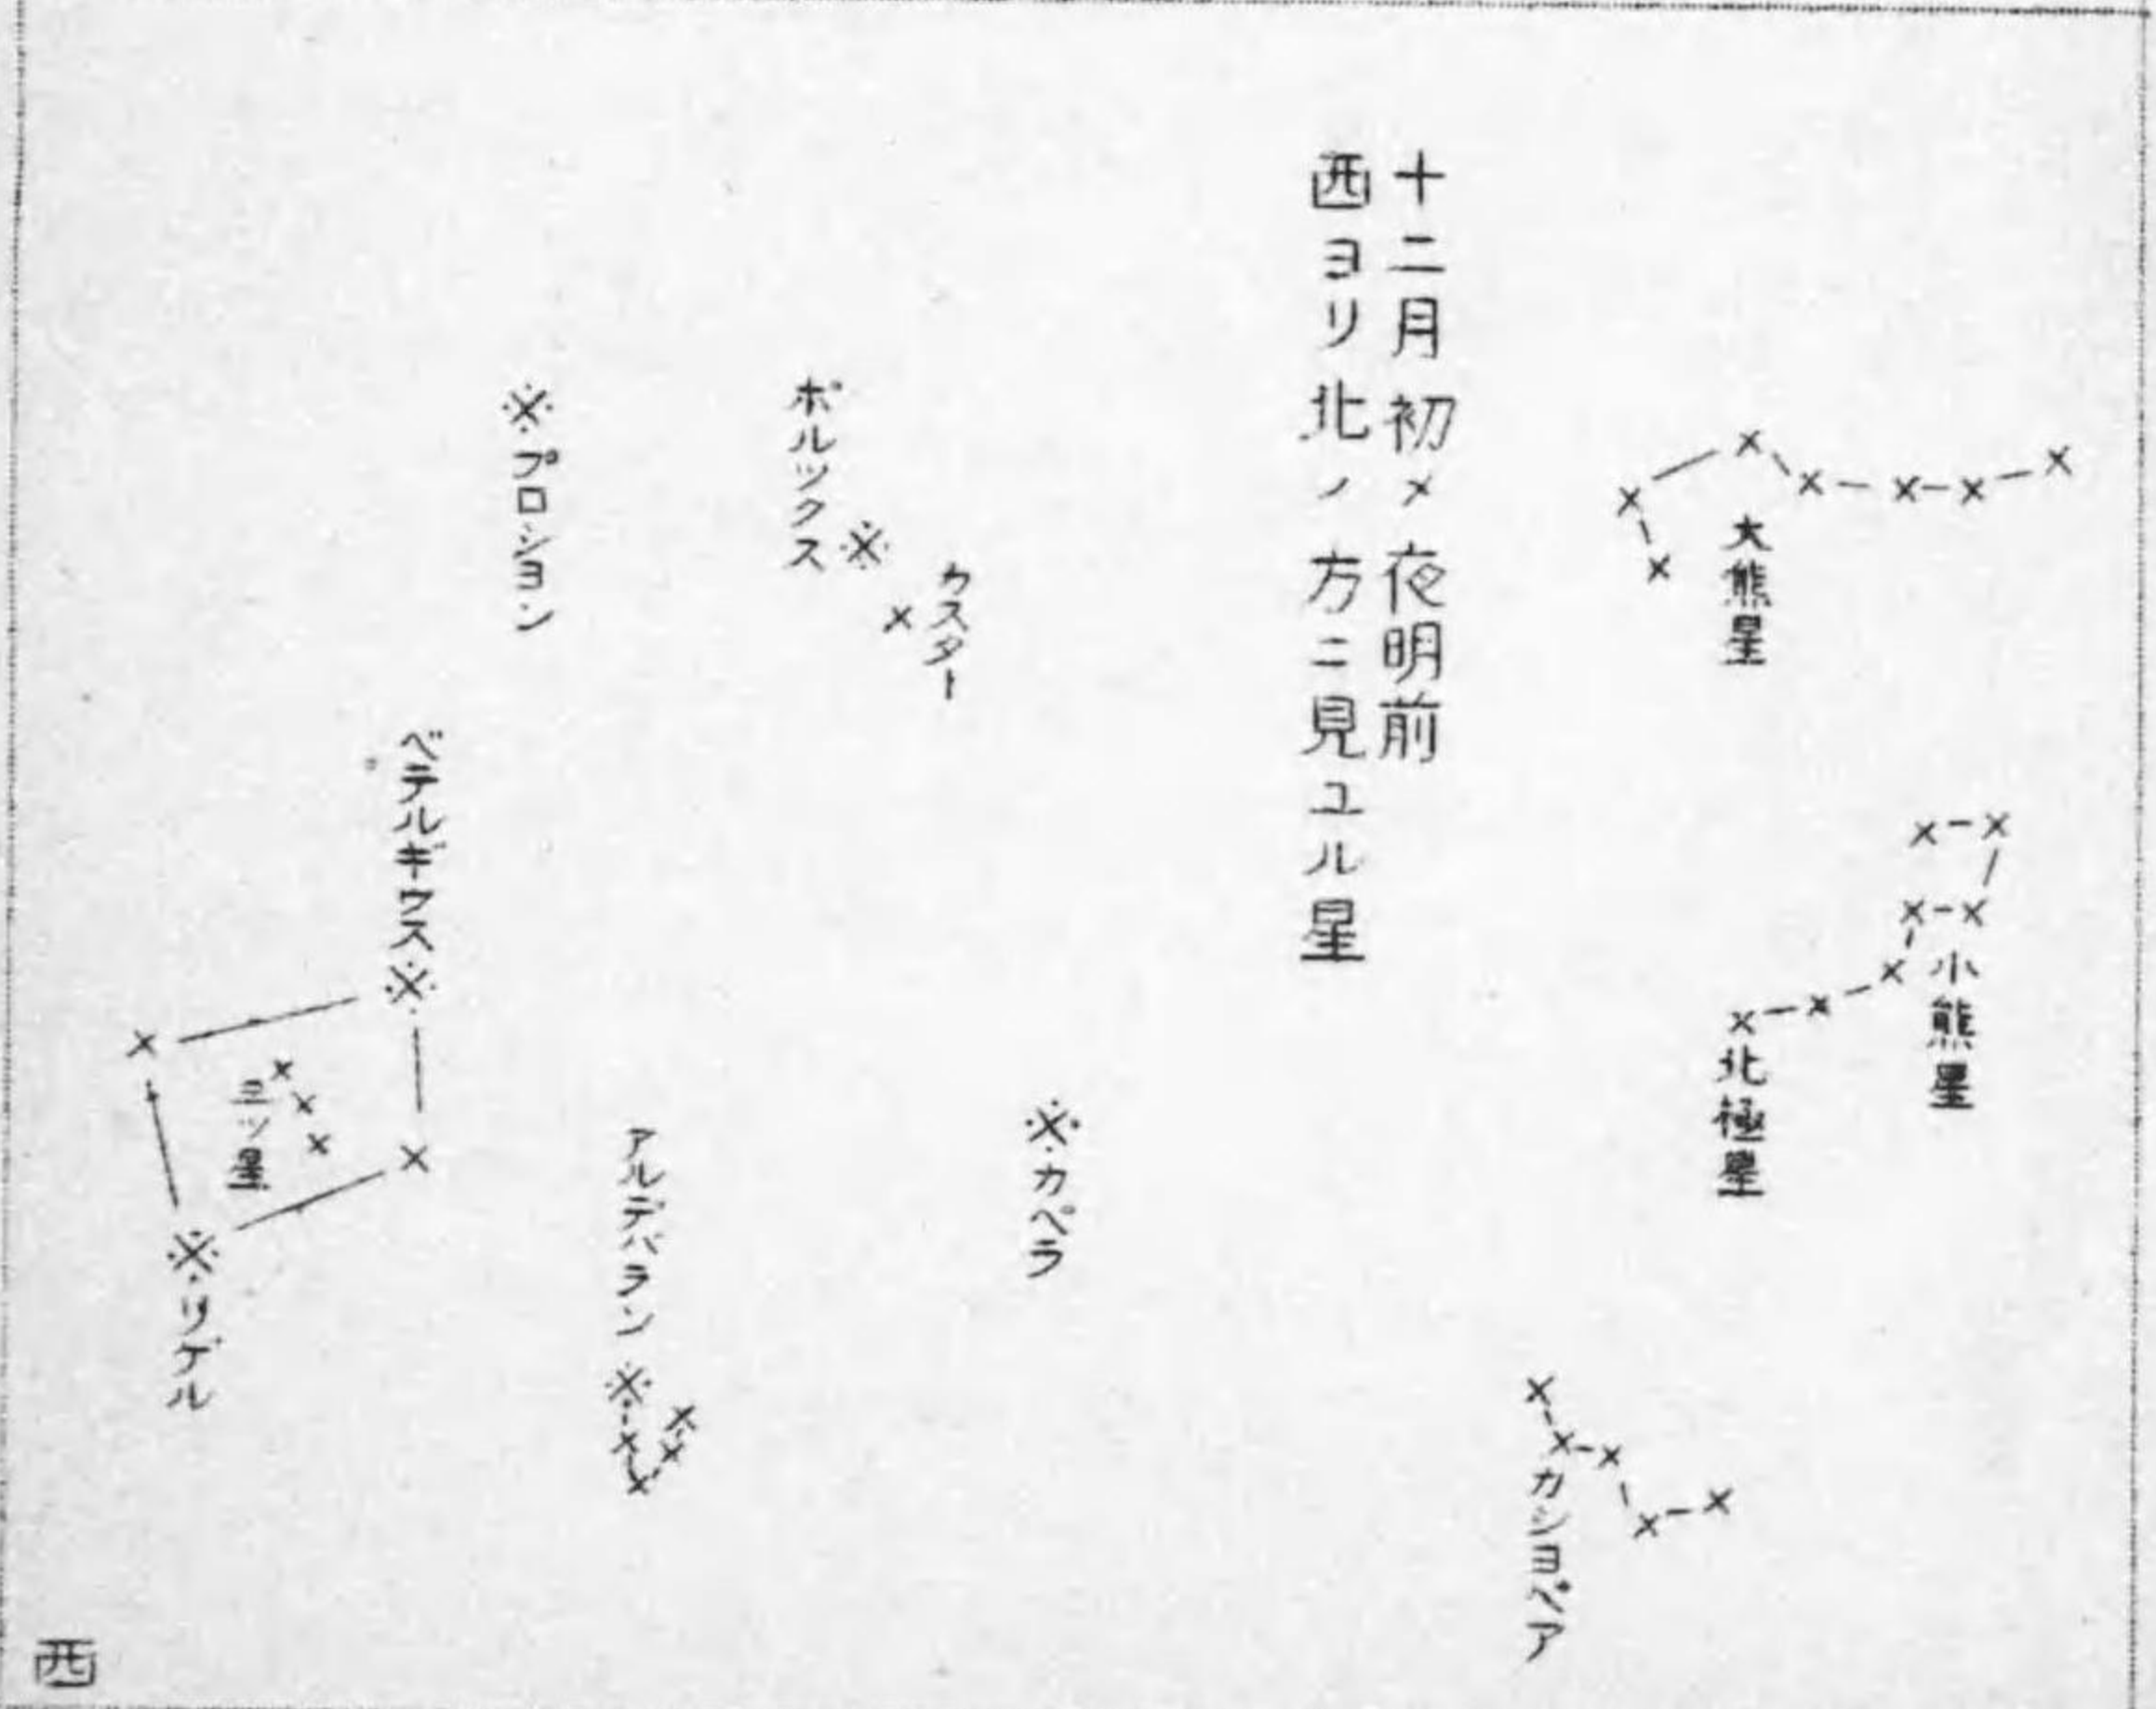 十二月初メ夜明前
西ヨリ北ノ方ニ見ユル星
大熊星
小熊星
北極星
カショペア
カペラ
カスター
ポルックス
プロション
アルデバラン
ベテルギウス
三ッ星
リゲル
西